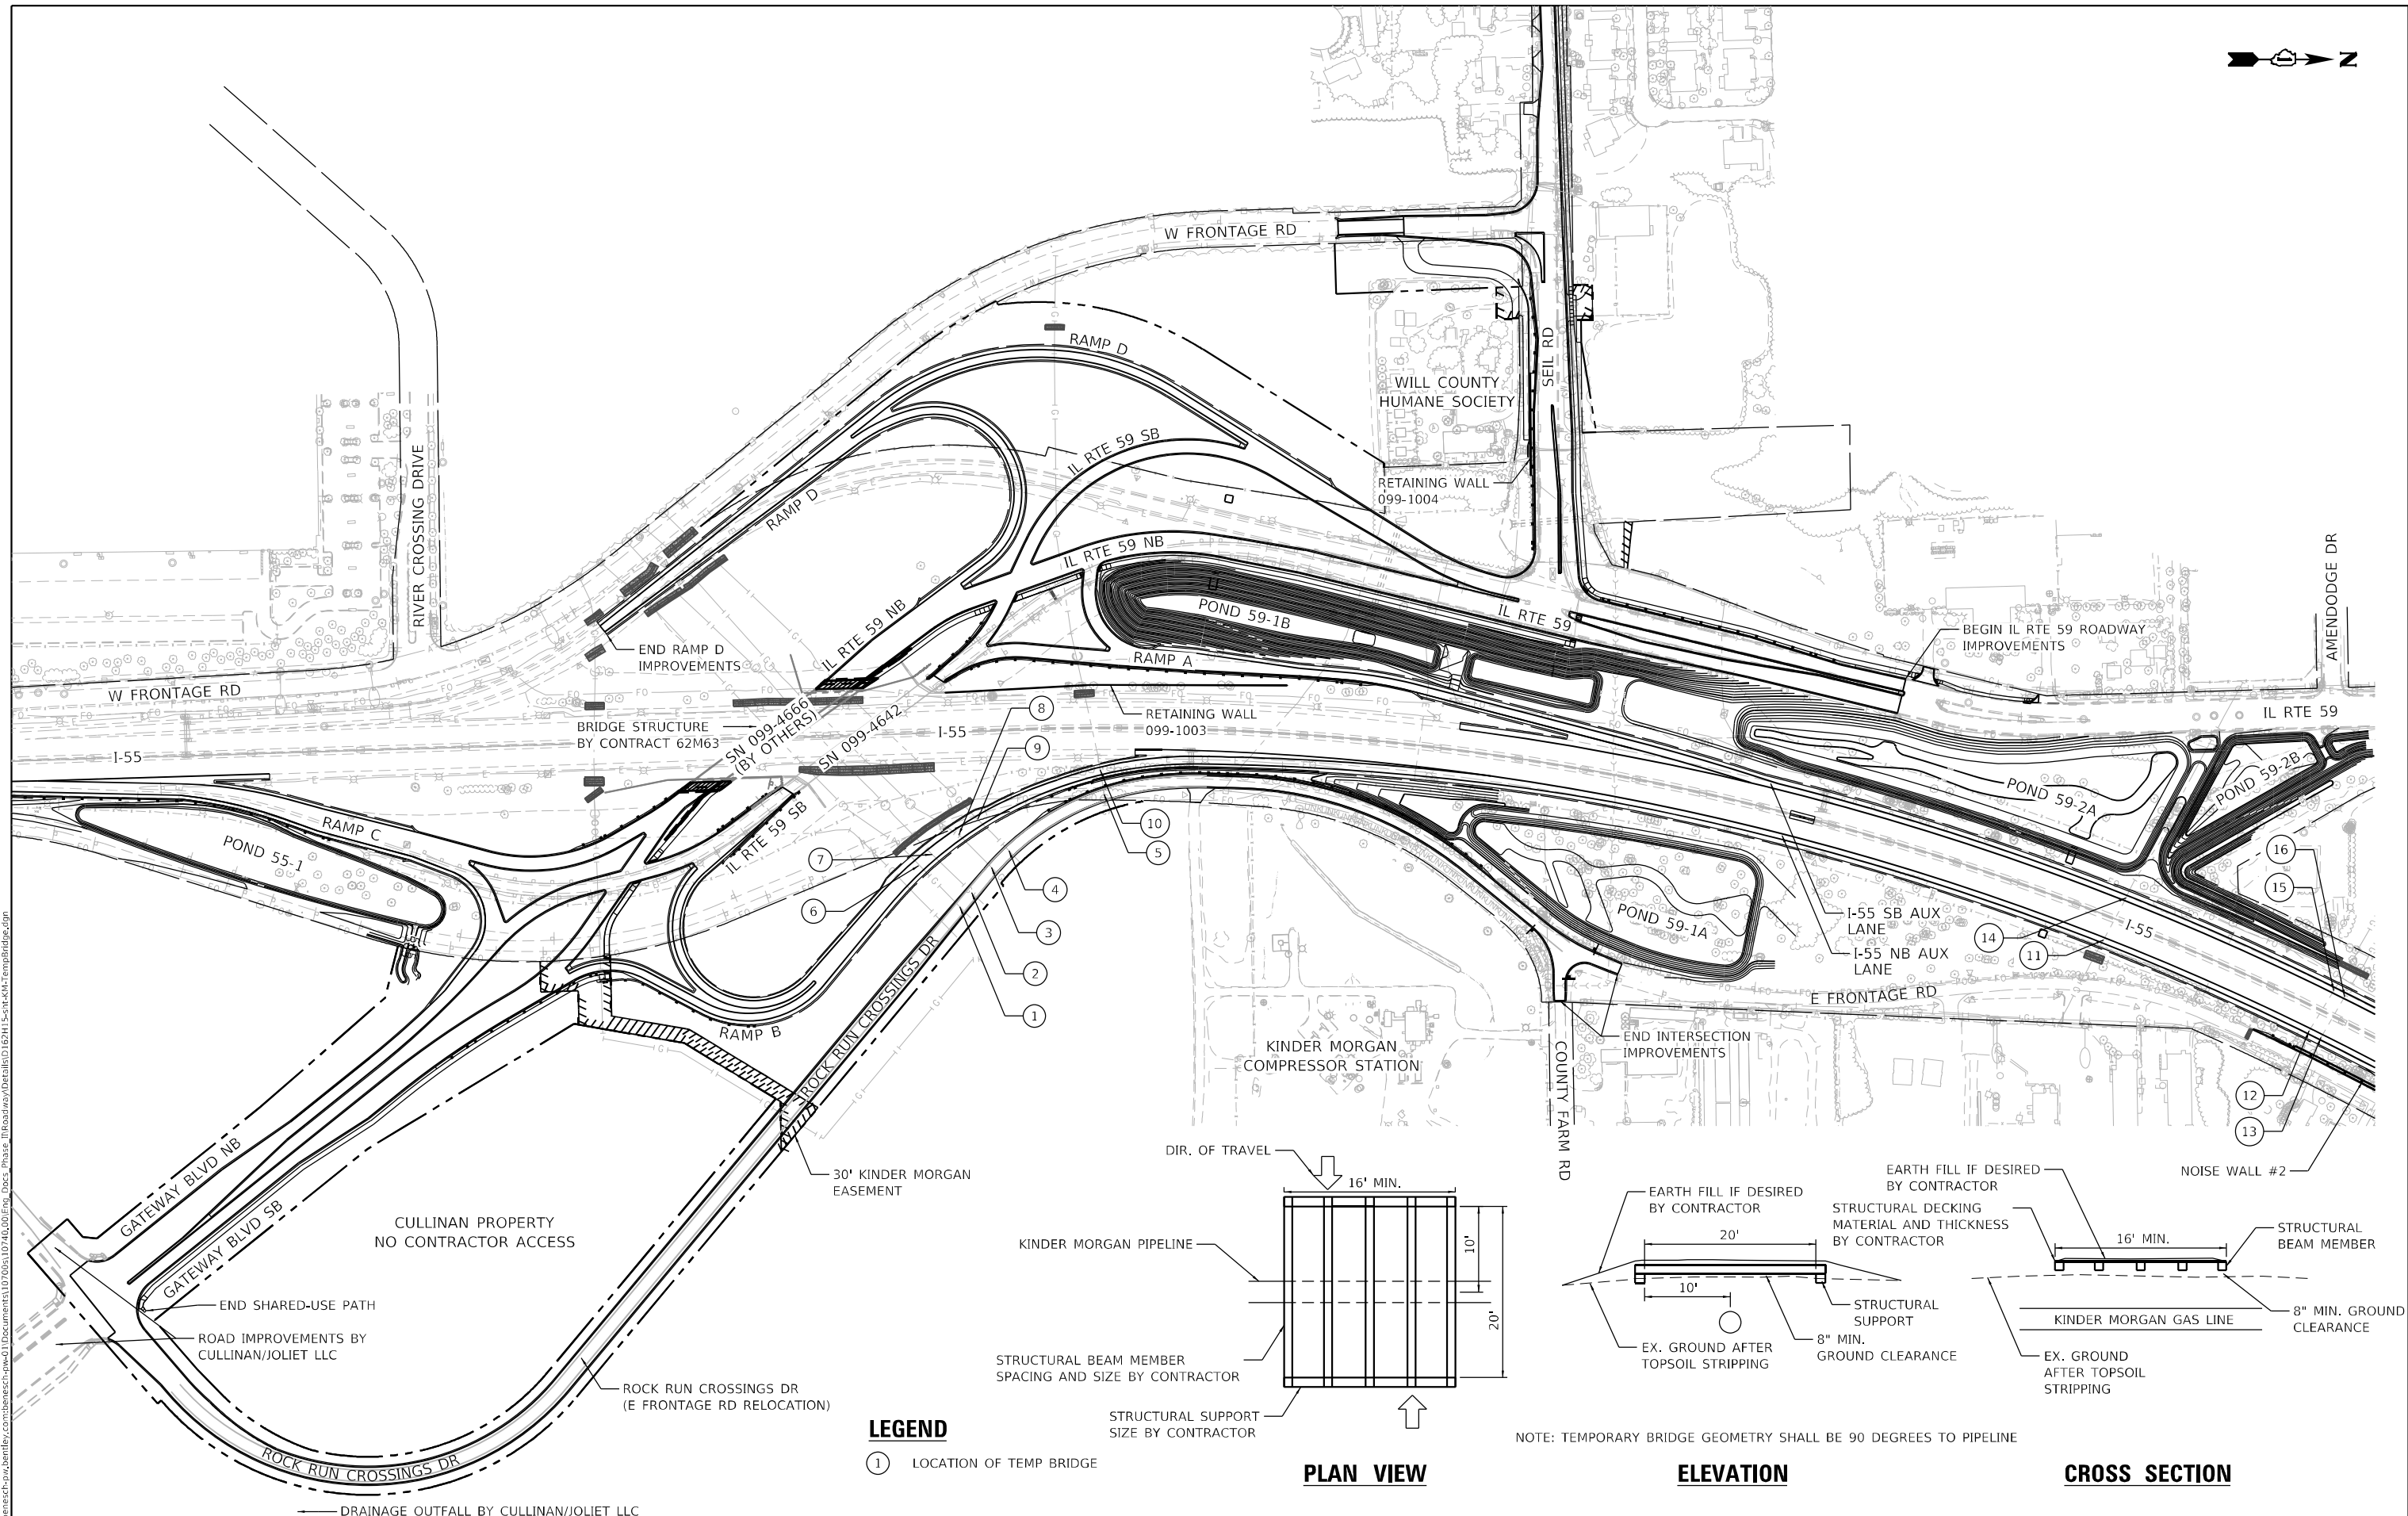 N
W FRONTAGE RD
RAMP D
SEIL RD
WILL COUNTY
HUMANE SOCIETY
IL RTE 59 SB
RIVER CROSSING DRIVE
RETAINING WALL
099-1004
RAMP D
IL RTE 59 NB
AMENDODGE DR
POND 59-1B
IL RTE 59
BEGIN IL RTE 59 ROADWAY
IMPROVEMENTS
END RAMP D
IMPROVEMENTS
IL RTE 59 NB
RAMP A
W FRONTAGE RD
IL RTE 59
BRIDGE STRUCTURE
BY CONTRACT 62M63
SN 099-4666
(BY OTHERS)
SN 099-4642
I-55
RETAINING WALL
099-1003
8
9
I-55
POND 59-2A
POND 59-2B
RAMP C
POND 55-1
IL RTE 59 SB
7
6
10
5
4
3
2
1
16
15
POND 59-1A
I-55 SB AUX
LANE
I-55 NB AUX
LANE
14
11
I-55
E FRONTAGE RD
RAMP B
ROCK RUN CROSSINGS DR
KINDER MORGAN
COMPRESSOR STATION
END INTERSECTION
IMPROVEMENTS
COUNTY FARM RD
12
13
NOISE WALL #2
30' KINDER MORGAN
EASEMENT
GATEWAY BLVD NB
GATEWAY BLVD SB
CULLINAN PROPERTY
NO CONTRACTOR ACCESS
END SHARED-USE PATH
ROAD IMPROVEMENTS BY
CULLINAN/JOLIET LLC
ROCK RUN CROSSINGS DR
(E FRONTAGE RD RELOCATION)
ROCK RUN CROSSINGS DR
DRAINAGE OUTFALL BY CULLINAN/JOLIET LLC
LEGEND
1 LOCATION OF TEMP BRIDGE
DIR. OF TRAVEL
16' MIN.
KINDER MORGAN PIPELINE
10'
20'
STRUCTURAL BEAM MEMBER
SPACING AND SIZE BY CONTRACTOR
STRUCTURAL SUPPORT
SIZE BY CONTRACTOR
PLAN VIEW
EARTH FILL IF DESIRED
BY CONTRACTOR
20'
10'
STRUCTURAL
SUPPORT
EX. GROUND AFTER
TOPSOIL STRIPPING
8" MIN.
GROUND CLEARANCE
NOTE: TEMPORARY BRIDGE GEOMETRY SHALL BE 90 DEGREES TO PIPELINE
ELEVATION
EARTH FILL IF DESIRED
BY CONTRACTOR
STRUCTURAL DECKING
MATERIAL AND THICKNESS
BY CONTRACTOR
16' MIN.
STRUCTURAL
BEAM MEMBER
KINDER MORGAN GAS LINE
8" MIN. GROUND
CLEARANCE
EX. GROUND
AFTER TOPSOIL
STRIPPING
CROSS SECTION